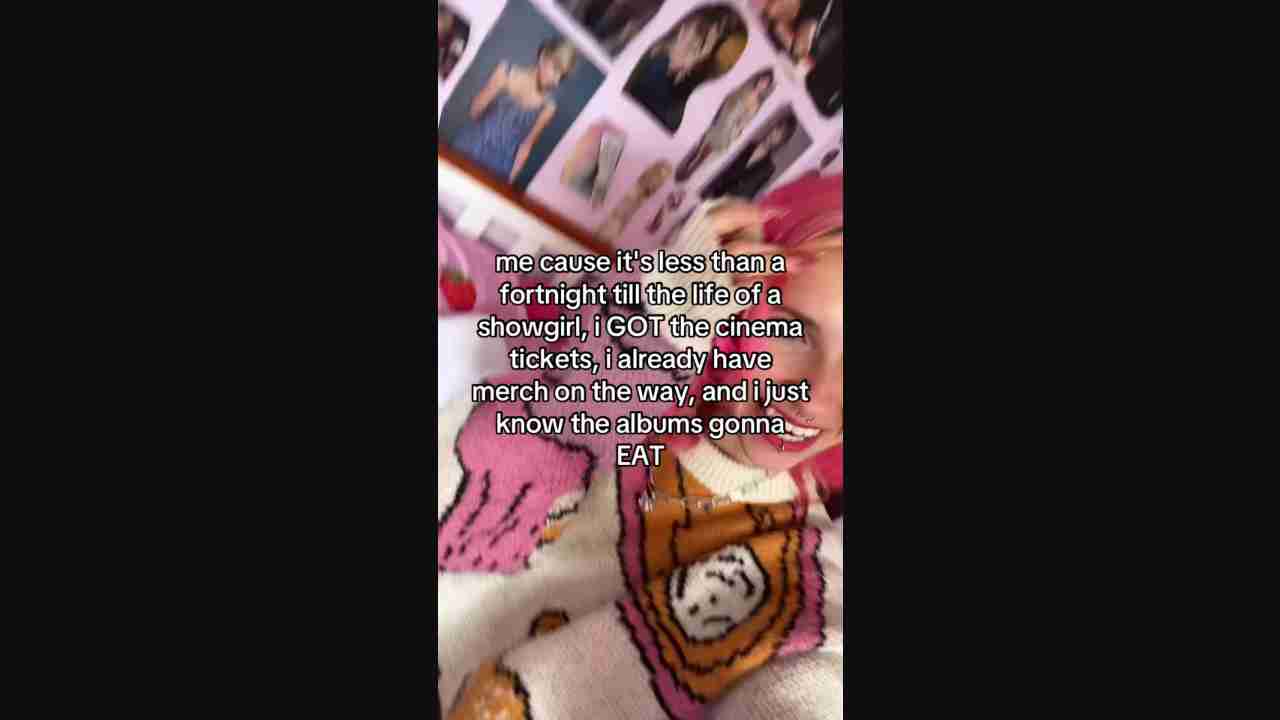 me cause it's less than a
fortnight till the life of a
showgirl, i GOT the cinema
tickets, i already have
merch on the way, and i just
know the albums gonna
EAT